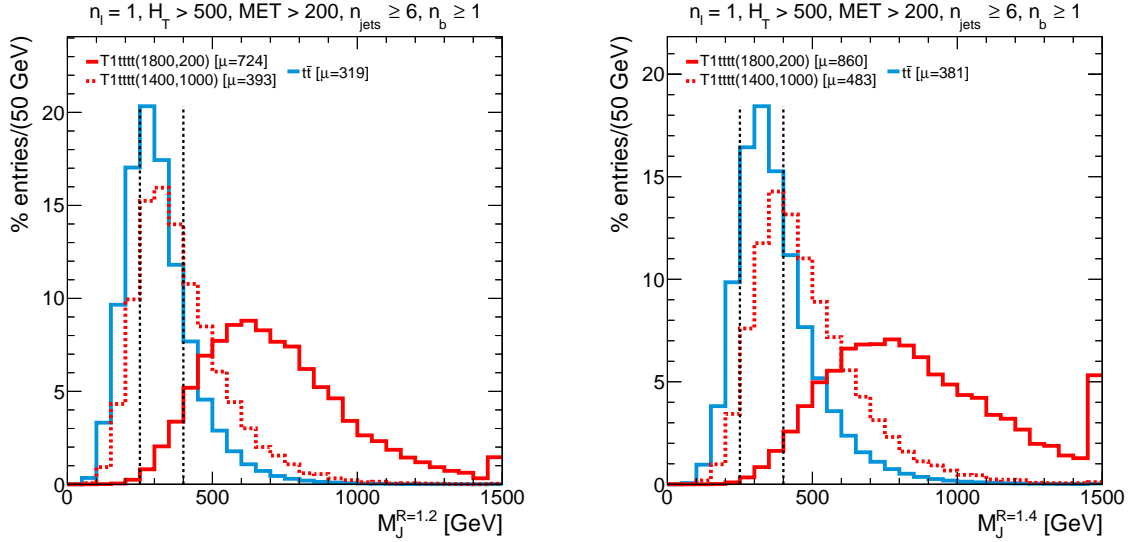 n_l = 1, H_T > 500, MET > 200, n_jets ≥ 6, n_b ≥ 1
T1tttt(1800,200) [μ=724]
T1tttt(1400,1000) [μ=393]
tt̄ [μ=319]
% entries/(50 GeV)
20
15
10
5
0
0
500
1000
1500
M_J^R=1.2 [GeV]
n_l = 1, H_T > 500, MET > 200, n_jets ≥ 6, n_b ≥ 1
T1tttt(1800,200) [μ=860]
T1tttt(1400,1000) [μ=483]
tt̄ [μ=381]
% entries/(50 GeV)
20
15
10
5
0
0
500
1000
1500
M_J^R=1.4 [GeV]